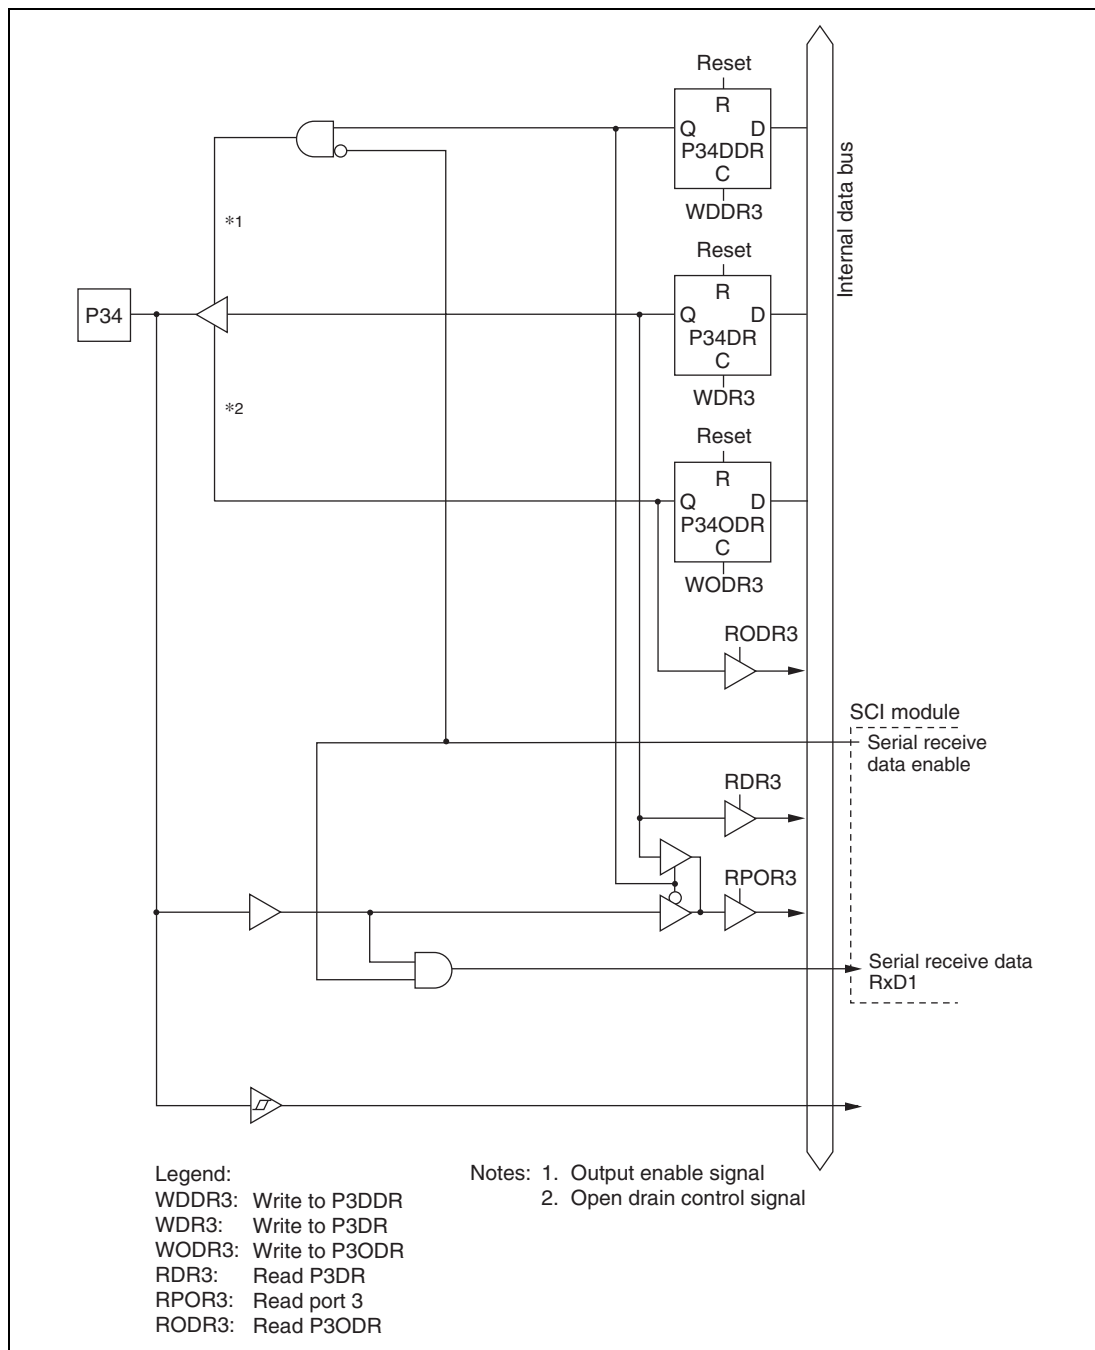 Reset
R
Q D
P34DDR
C
WDDR3
Internal data bus
*1
Reset
R
P34
Q D
P34DR
C
WDR3
*2
Reset
R
Q D
P34ODR
C
WODR3
RODR3
SCI module
Serial receive
data enable
RDR3
RPOR3
Serial receive data
RxD1
Legend:
WDDR3: Write to P3DDR
WDR3: Write to P3DR
WODR3: Write to P3ODR
RDR3: Read P3DR
RPOR3: Read port 3
RODR3: Read P3ODR
Notes: 1. Output enable signal
2. Open drain control signal